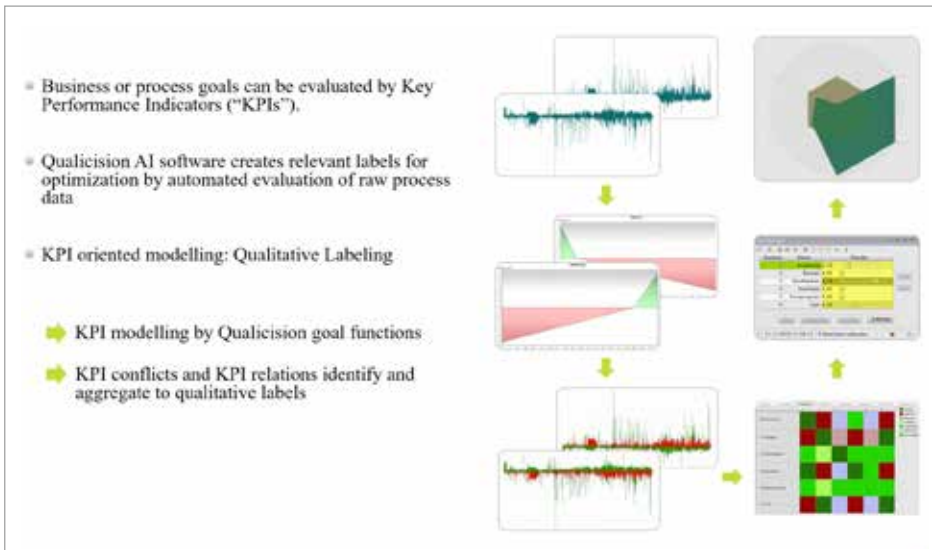 Business or process goals can be evaluated by Key
Performance Indicators (“KPIs”).
Qualicision AI software creates relevant labels for
optimization by automated evaluation of raw process
data
KPI oriented modelling: Qualitative Labeling
KPI modelling by Qualicision goal functions
KPI conflicts and KPI relations identify and
aggregate to qualitative labels